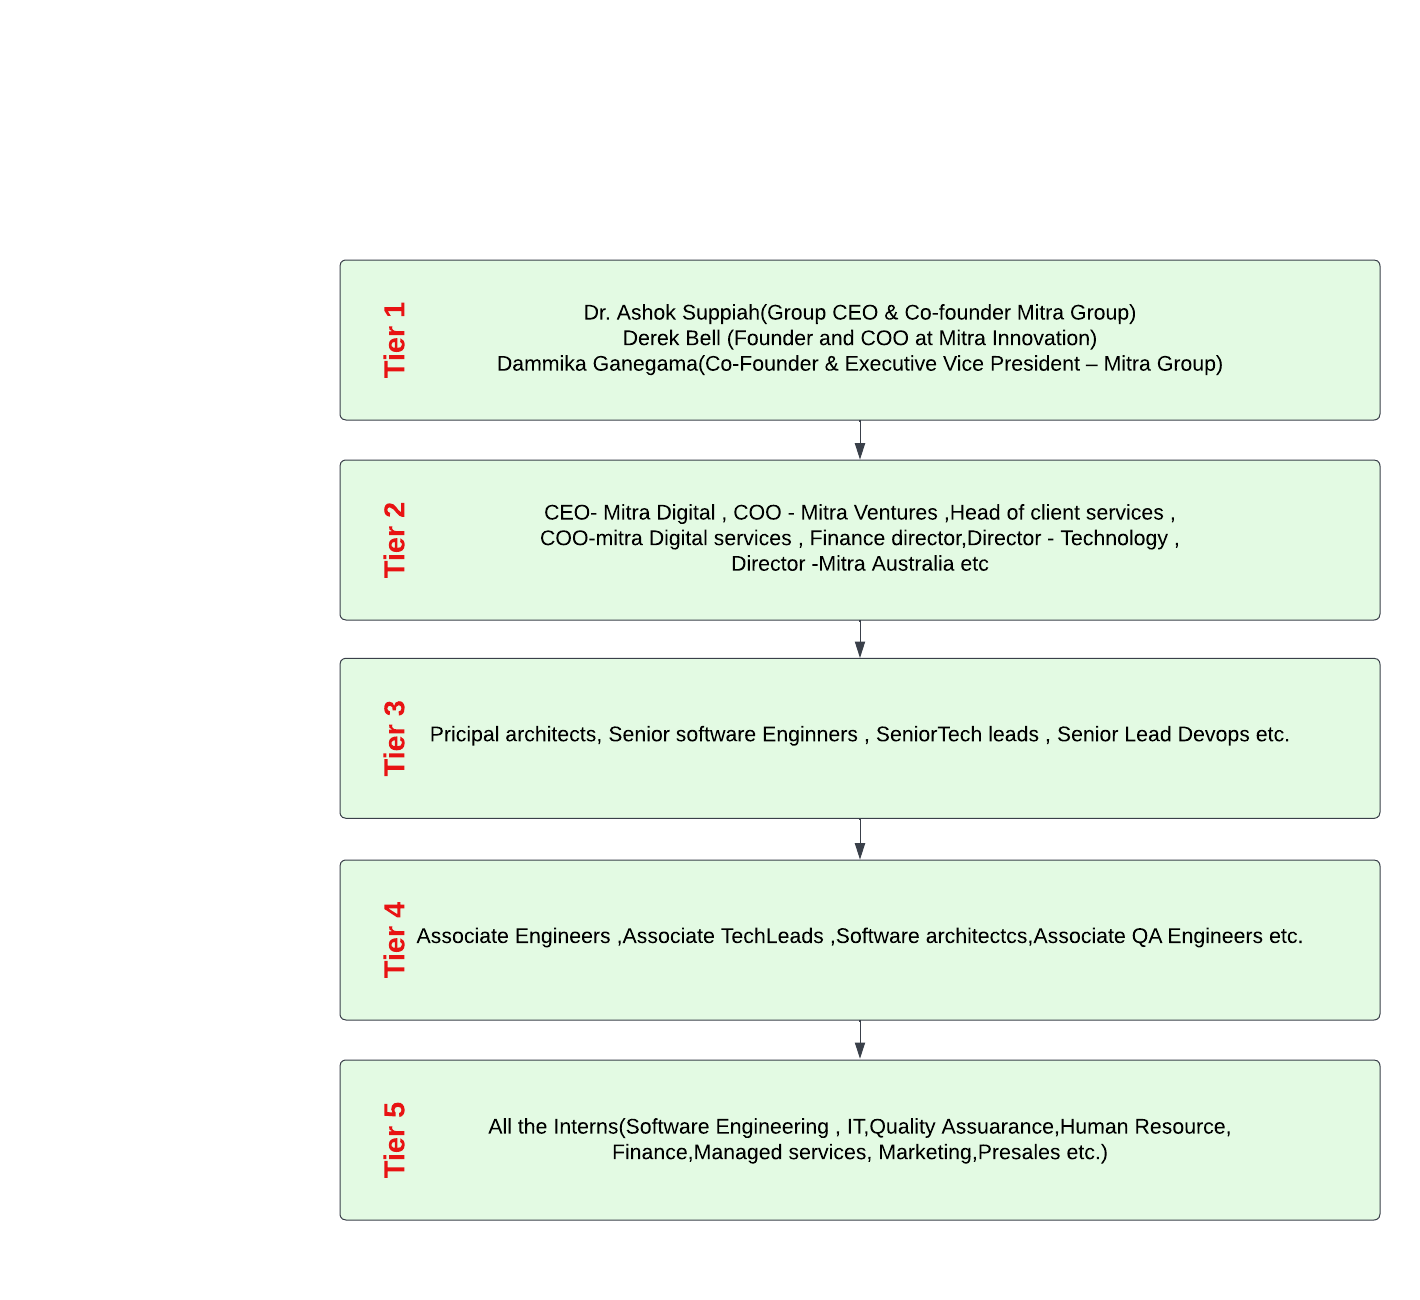 Tier 1
Dr. Ashok Suppiah(Group CEO & Co-founder Mitra Group)
Derek Bell (Founder and COO at Mitra Innovation)
Dammika Ganegama(Co-Founder & Executive Vice President – Mitra Group)
Tier 2
CEO- Mitra Digital , COO - Mitra Ventures ,Head of client services ,
COO-mitra Digital services , Finance director,Director - Technology ,
Director -Mitra Australia etc
Tier 3
Pricipal architects, Senior software Enginners , SeniorTech leads , Senior Lead Devops etc.
Tier 4
Associate Engineers ,Associate TechLeads ,Software architectcs,Associate QA Engineers etc.
Tier 5
All the Interns(Software Engineering , IT,Quality Assuarance,Human Resource,
Finance,Managed services, Marketing,Presales etc.)